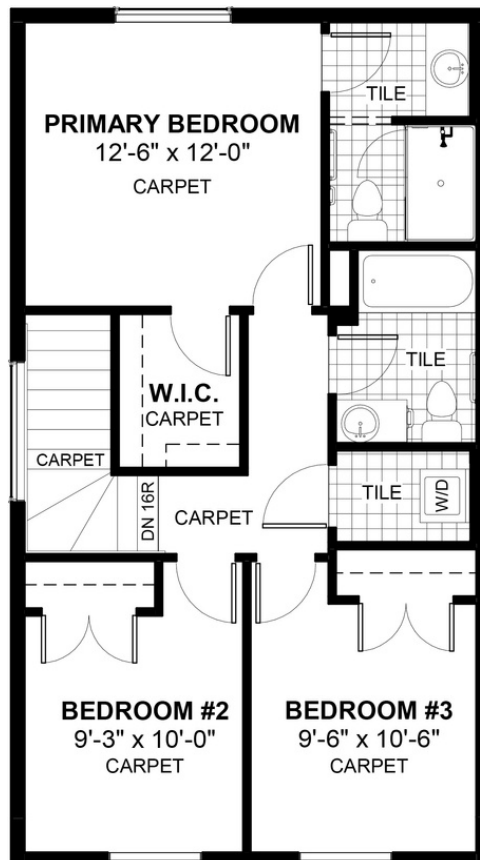 TILE
PRIMARY BEDROOM
12'-6" x 12'-0"
CARPET
TILE
W.I.C.
CARPET
CARPET
DN 16R
CARPET
TILE
W/D
BEDROOM #2
9'-3" x 10'-0"
CARPET
BEDROOM #3
9'-6" x 10'-6"
CARPET